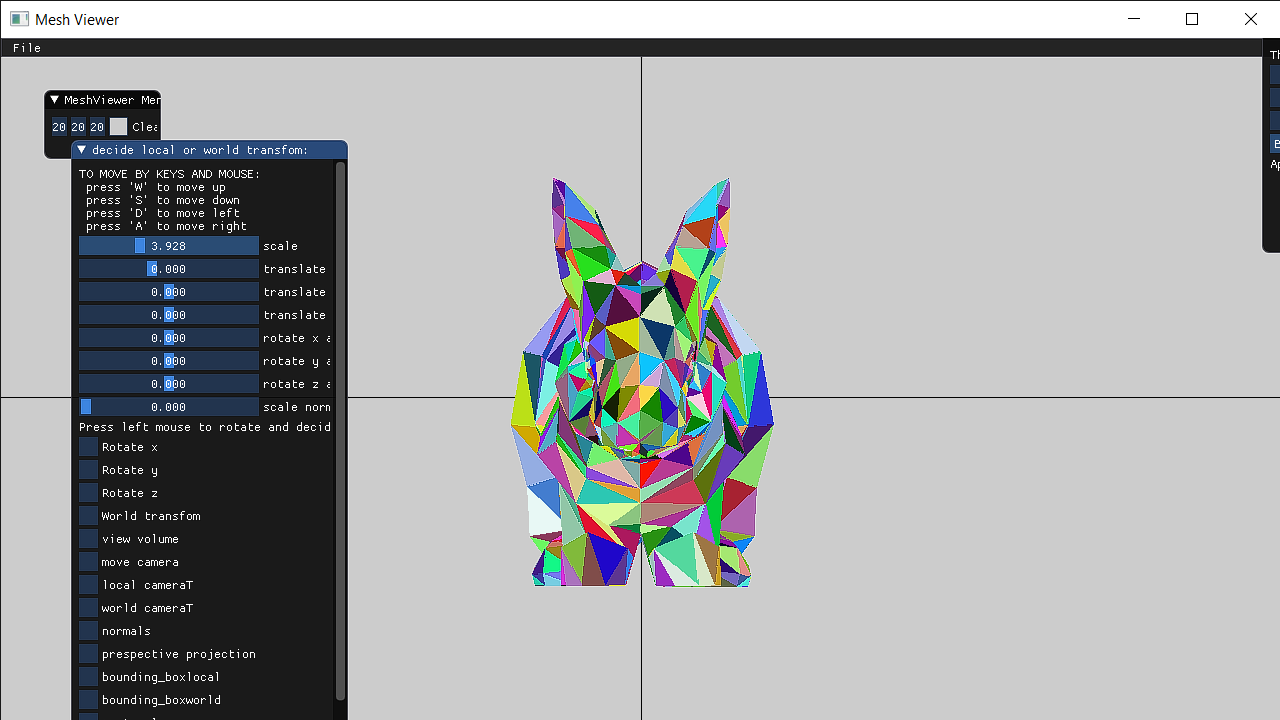 Mesh Viewer
File
MeshViewer
20 20 20
decide local or world transfom:
TO MOVE BY KEYS AND MOUSE:
press 'W' to move up
press 'S' to move down
press 'D' to move left
press 'A' to move right
3.928 scale
0.000 translate
0.000 translate
0.000 translate
0.000 rotate x
0.000 rotate y
0.000 rotate z
0.000 scale norm
Press left mouse to rotate and decid
Rotate x
Rotate y
Rotate z
World transfom
view volume
move camera
local cameraT
world cameraT
normals
prespective projection
bounding_boxlocal
bounding_boxworld